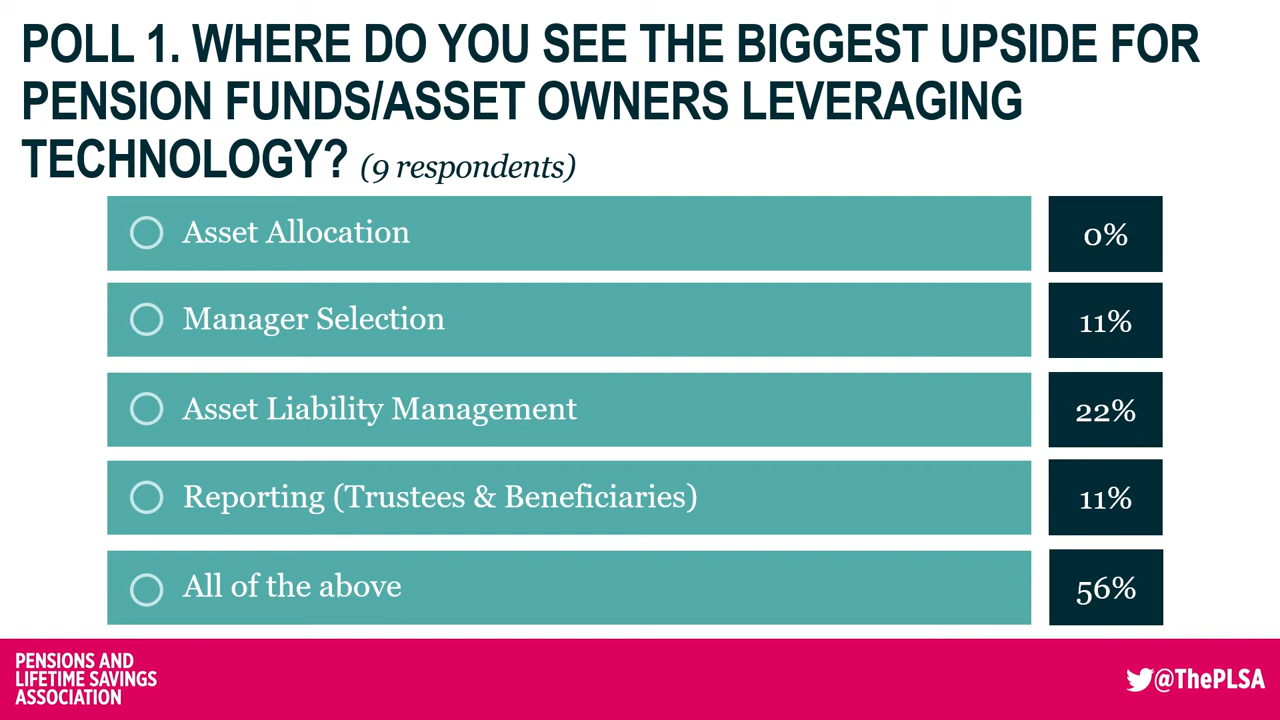 POLL 1. WHERE DO YOU SEE THE BIGGEST UPSIDE FOR
PENSION FUNDS/ASSET OWNERS LEVERAGING
TECHNOLOGY? (9 respondents)
Asset Allocation 0%
Manager Selection 11%
Asset Liability Management 22%
Reporting (Trustees & Beneficiaries) 11%
All of the above 56%
PENSIONS AND
LIFETIME SAVINGS
ASSOCIATION
@ThePLSA